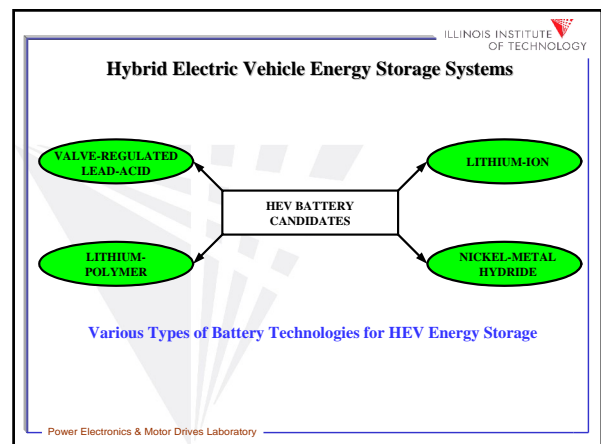 ILLINOIS INSTITUTE
OF TECHNOLOGY
Hybrid Electric Vehicle Energy Storage Systems
VALVE-REGULATED
LEAD-ACID
LITHIUM-ION
HEV BATTERY
CANDIDATES
LITHIUM-
POLYMER
NICKEL-METAL
HYDRIDE
Various Types of Battery Technologies for HEV Energy Storage
Power Electronics & Motor Drives Laboratory